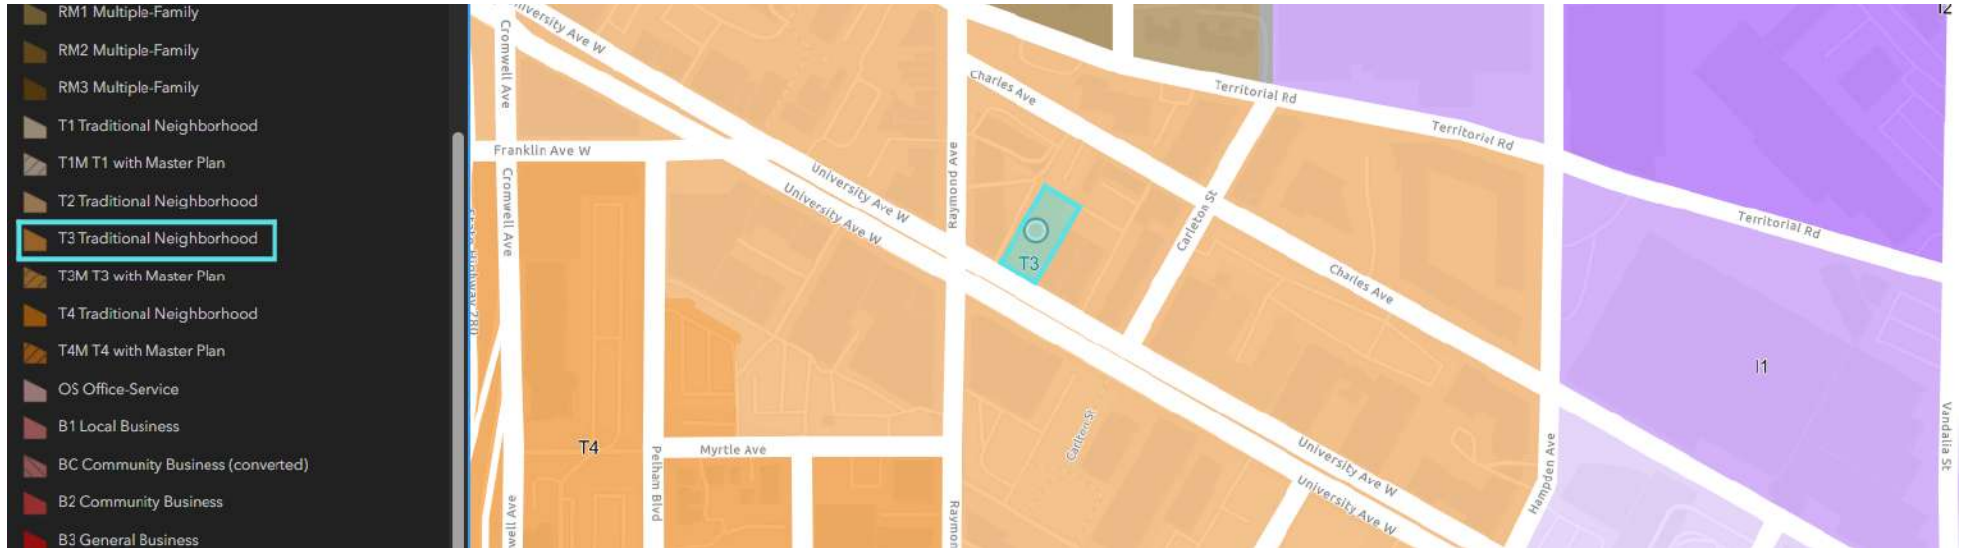 RM1 Multiple-Family
RM2 Multiple-Family
RM3 Multiple-Family
T1 Traditional Neighborhood
T1M T1 with Master Plan
T2 Traditional Neighborhood
T3 Traditional Neighborhood
T3M T3 with Master Plan
T4 Traditional Neighborhood
T4M T4 with Master Plan
OS Office-Service
B1 Local Business
BC Community Business (converted)
B2 Community Business
B3 General Business
University Ave W
Cromwell Ave
Franklin Ave W
Cromwell Ave
University Ave W
University Ave W
Raymond Ave
Charles Ave
Territorial Rd
Territorial Rd
Territorial Rd
I2
Carleton St
T3
Charles Ave
I1
T4
Pelham Blvd
Myrtle Ave
Carleton St
University Ave W
University Ave W
Hampden Ave
Vandalia St